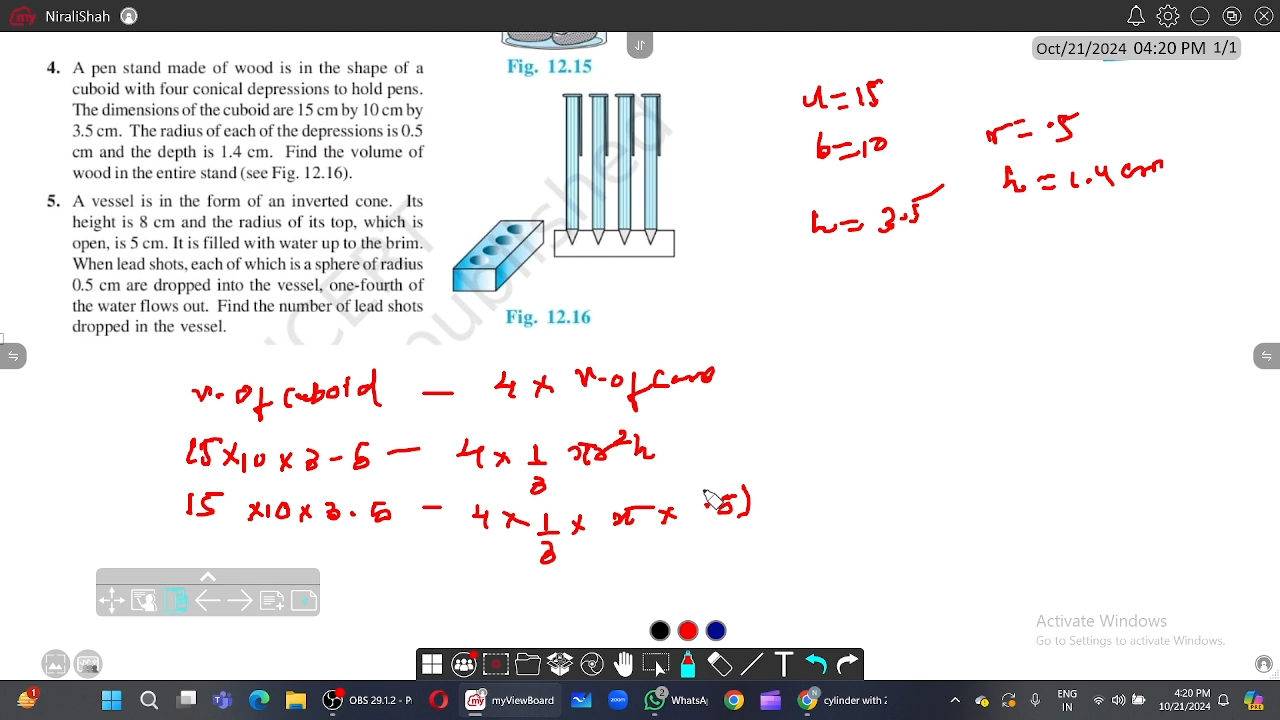 NiraliShah
Oct/21/2024 04:20 PM 1/1
4. A pen stand made of wood is in the shape of a
cuboid with four conical depressions to hold pens.
The dimensions of the cuboid are 15 cm by 10 cm by
3.5 cm. The radius of each of the depressions is 0.5
cm and the depth is 1.4 cm. Find the volume of
wood in the entire stand (see Fig. 12.16).
5. A vessel is in the form of an inverted cone. Its
height is 8 cm and the radius of its top, which is
open, is 5 cm. It is filled with water up to the brim.
When lead shots, each of which is a sphere of radius
0.5 cm are dropped into the vessel, one-fourth of
the water flows out. Find the number of lead shots
dropped in the vessel.
Fig. 12.15
Fig. 12.16
=15
b=10
h=3.5
r=.5
h=1.4 cm
v. of cuboid — 4 × v. of cone
15×10×3.5 — 4×1/3 πr²h
15×10×3.5 — 4×1/3×π×.5)
Activate Windows
Go to Settings to activate Windows.
OBS 29.12 - P
myViewBoard
zoom
WhatsA
cylinder with 2
ENG
IN
4:20 PM
10/21/2024